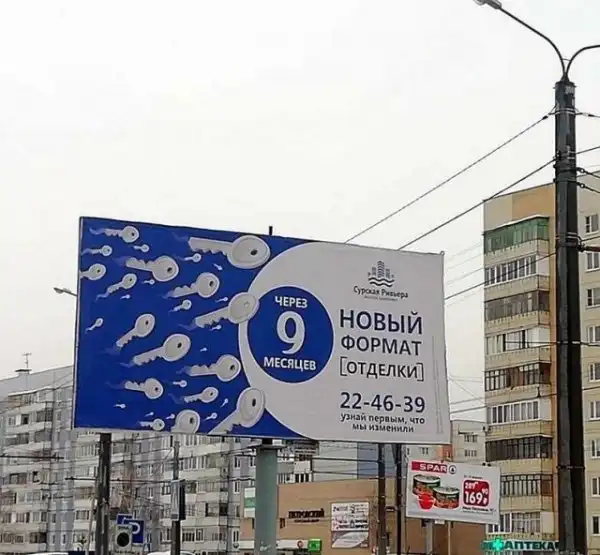 Сурская Ривьера
ЧЕРЕЗ
9
МЕСЯЦЕВ
НОВЫЙ
ФОРМАТ
[ОТДЕЛКИ]
22-46-39
узнай первым, что
мы изменили
SPAR
169
АПТЕКА